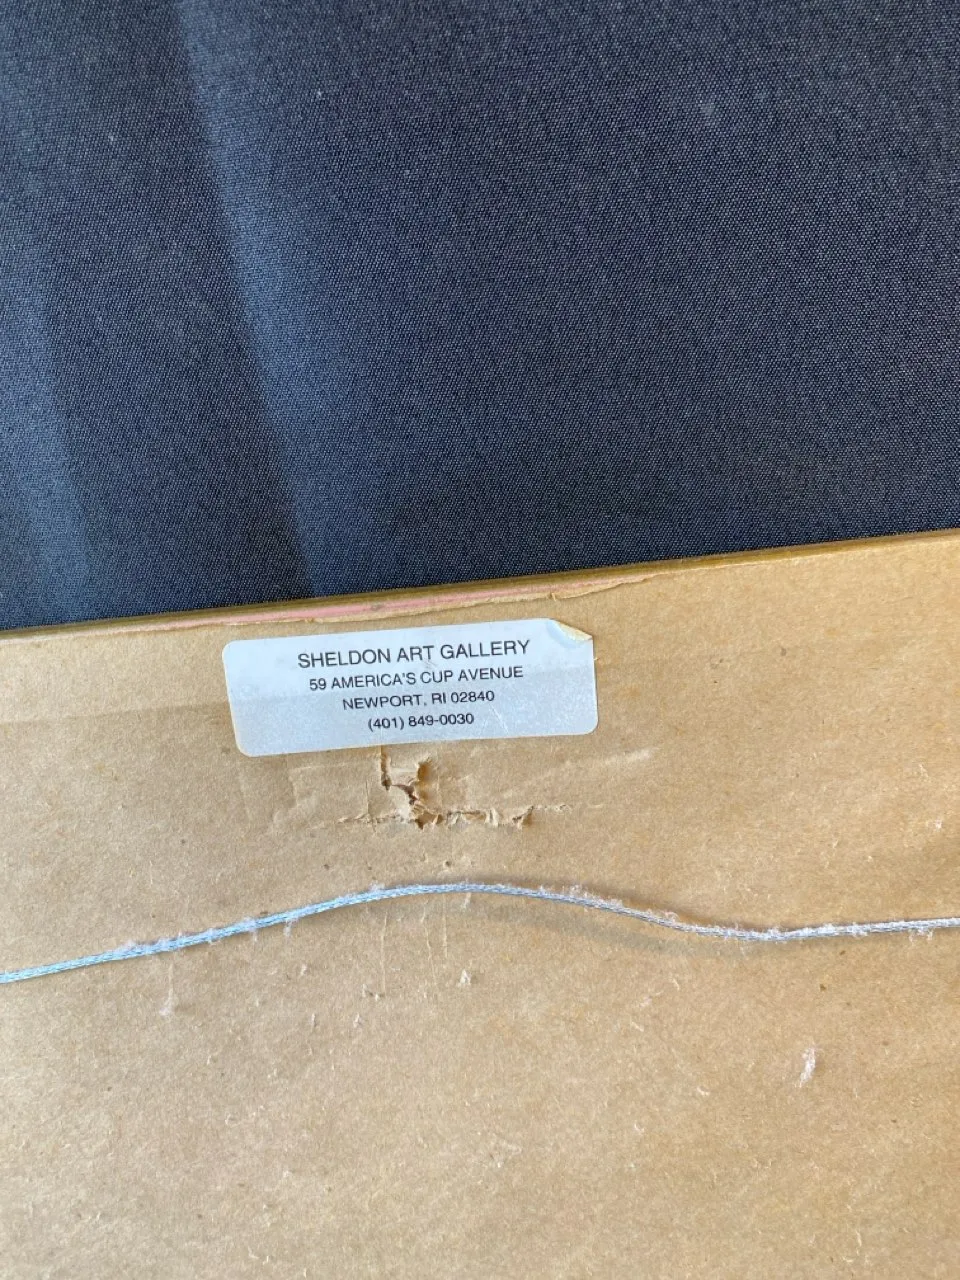 SHELDON ART GALLERY
59 AMERICA'S CUP AVENUE
NEWPORT, RI 02840
(401) 849-0030